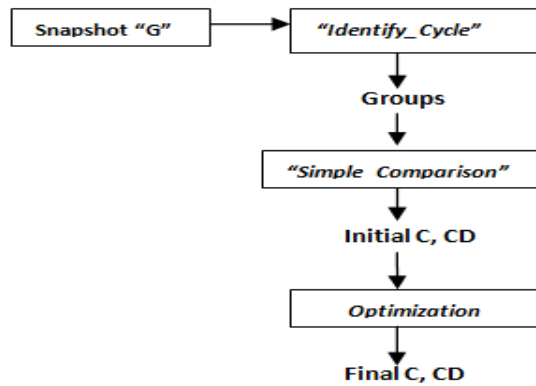 Snapshot “G”
“Identify_Cycle”
Groups
“Simple Comparison”
Initial C, CD
Optimization
Final C, CD